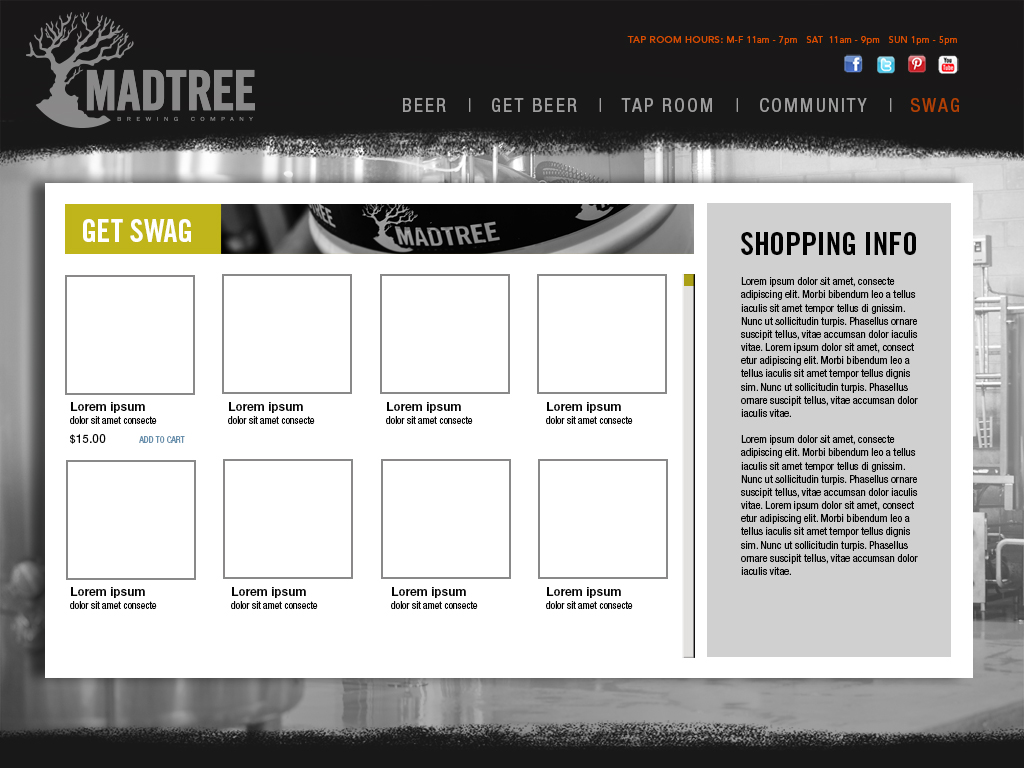 TAP ROOM HOURS: M-F 11am - 7pm SAT 11am - 9pm SUN 1pm - 5pm
MADTREE
BREWING COMPANY
You
Tube
BEER | GET BEER | TAP ROOM | COMMUNITY | SWAG
GET SWAG
MADTREE
SHOPPING INFO
Lorem ipsum dolor sit amet, consecte
adipiscing elit. Morbi bibendum leo a tellus
iaculis sit amet tempor tellus di gnissim.
Nunc ut sollicitudin turpis. Phasellus ornare
suscipit tellus, vitae accumsan dolor iaculis
vitae. Lorem ipsum dolor sit amet, consect
etur adipiscing elit. Morbi bibendum leo a
tellus iaculis sit amet tempor tellus dignis
sim. Nunc ut sollicitudin turpis. Phasellus
ornare suscipit tellus, vitae accumsan dolor
iaculis vitae.
Lorem ipsum dolor sit amet, consecte
adipiscing elit. Morbi bibendum leo a tellus
iaculis sit amet tempor tellus di gnissim.
Nunc ut sollicitudin turpis. Phasellus ornare
suscipit tellus, vitae accumsan dolor iaculis
vitae. Lorem ipsum dolor sit amet, consect
etur adipiscing elit. Morbi bibendum leo a
tellus iaculis sit amet tempor tellus dignis
sim. Nunc ut sollicitudin turpis. Phasellus
ornare suscipit tellus, vitae accumsan dolor
iaculis vitae.
Lorem ipsum
dolor sit amet consecte
$15.00 ADD TO CART
Lorem ipsum
dolor sit amet consecte
Lorem ipsum
dolor sit amet consecte
Lorem ipsum
dolor sit amet consecte
Lorem ipsum
dolor sit amet consecte
Lorem ipsum
dolor sit amet consecte
Lorem ipsum
dolor sit amet consecte
Lorem ipsum
dolor sit amet consecte